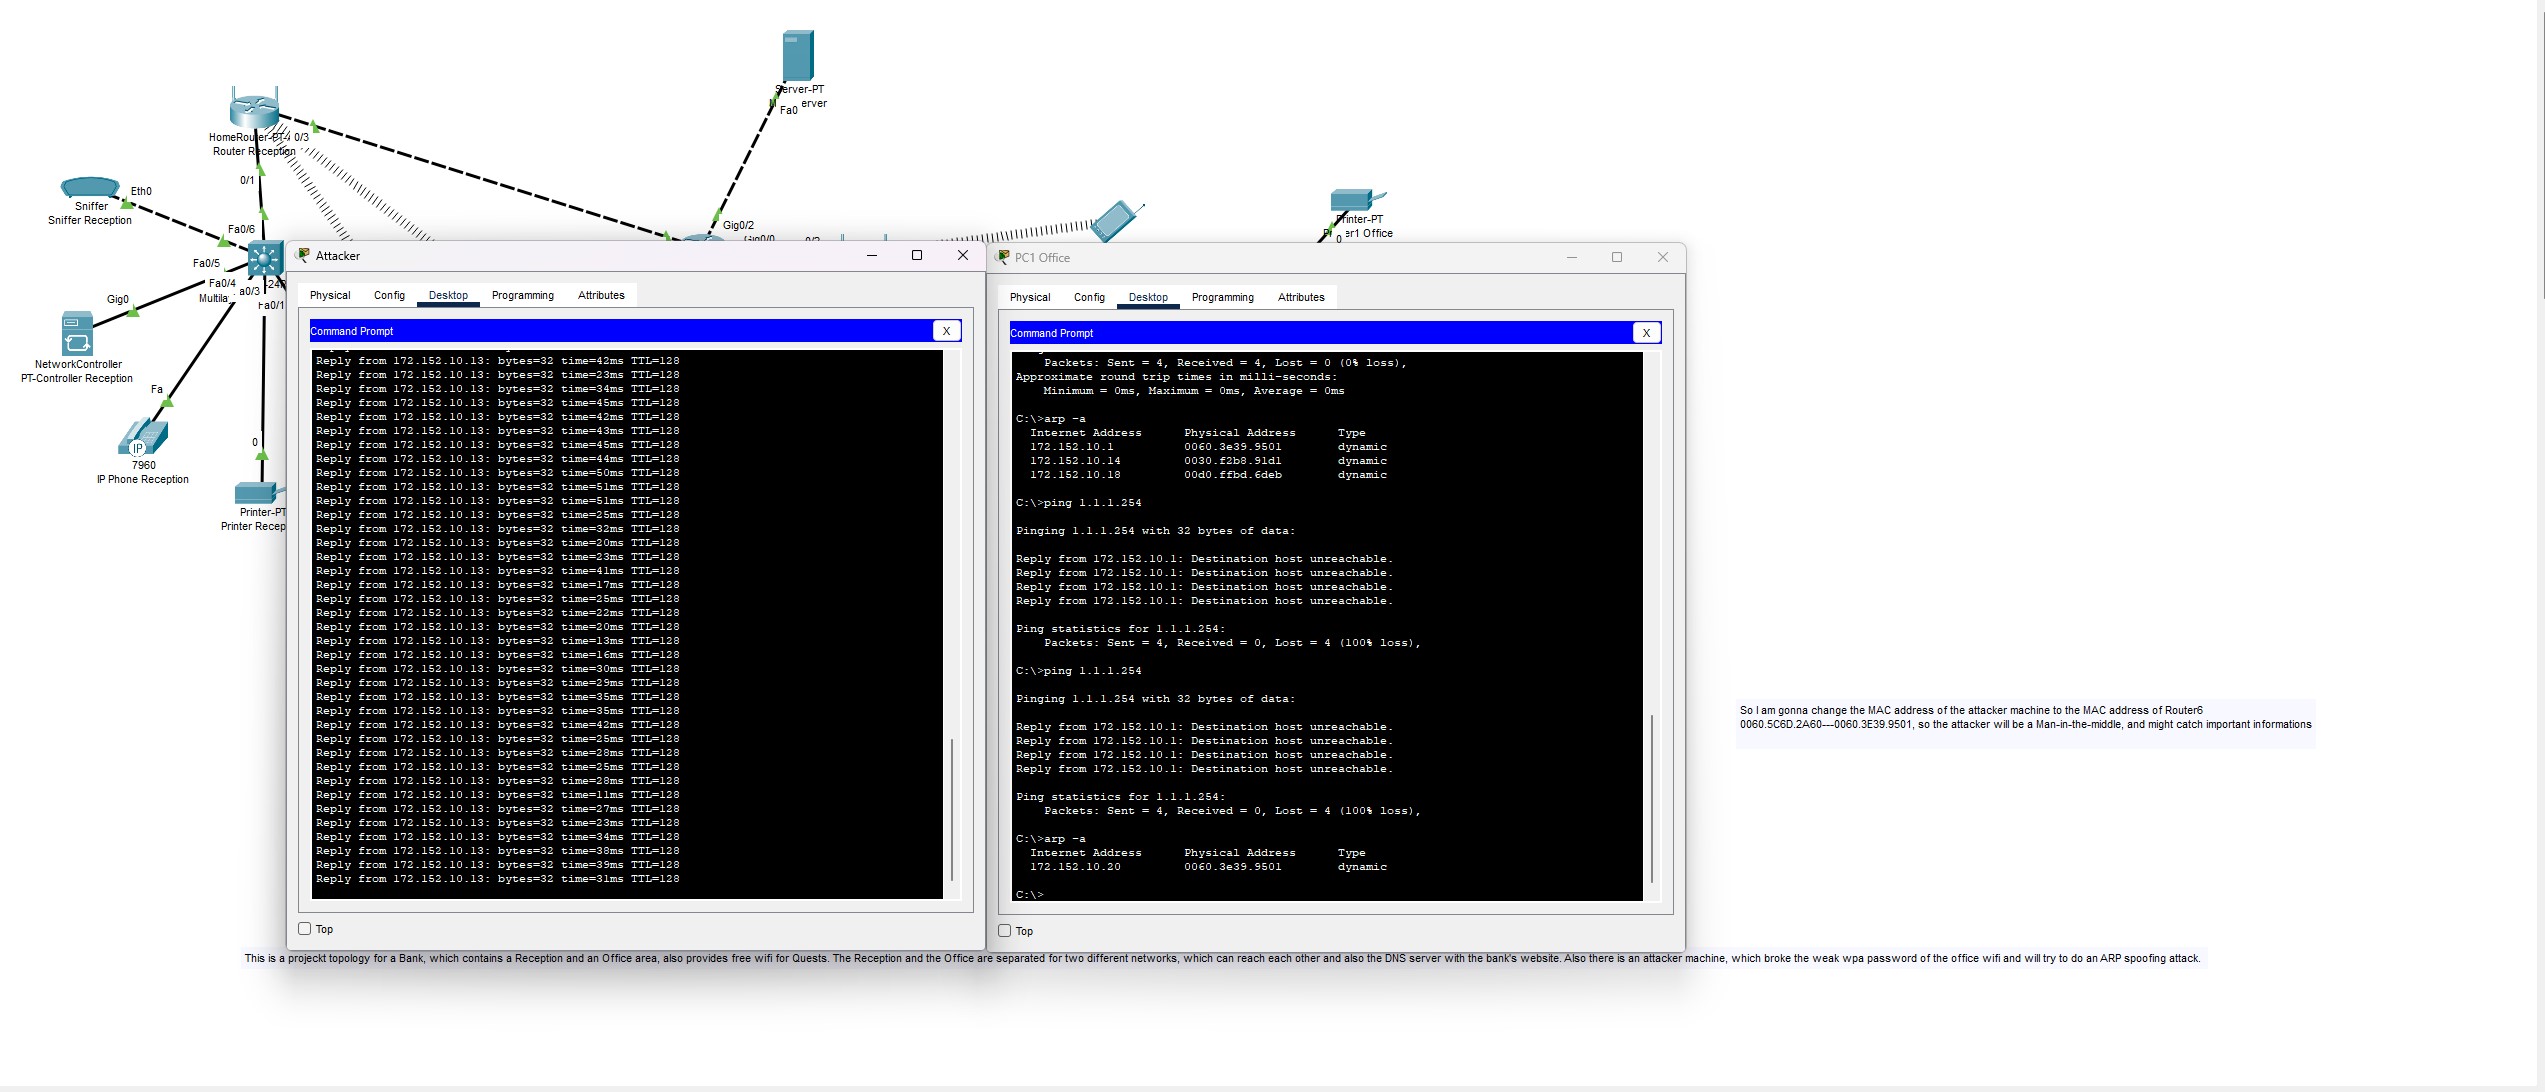 Server-PT
erver
Fa0
HomeRouter-PT-
0/3
Router Reception
0/1
Eth0
Sniffer
Sniffer Reception
Fa0/6
Gig0/2
Gig0/0
0/2
Printer-PT
er1 Office
0
Fa0/5
Fa0/4
a0/3
Fa0/1
Gig0
NetworkController
PT-Controller Reception
Fa
IP
7960
IP Phone Reception
0
Printer-PT
Printer Recep
Attacker
Physical Config Desktop Programming Attributes
Command Prompt X
Reply from 172.152.10.13: bytes=32 time=42ms TTL=128
Reply from 172.152.10.13: bytes=32 time=23ms TTL=128
Reply from 172.152.10.13: bytes=32 time=34ms TTL=128
Reply from 172.152.10.13: bytes=32 time=45ms TTL=128
Reply from 172.152.10.13: bytes=32 time=42ms TTL=128
Reply from 172.152.10.13: bytes=32 time=43ms TTL=128
Reply from 172.152.10.13: bytes=32 time=45ms TTL=128
Reply from 172.152.10.13: bytes=32 time=44ms TTL=128
Reply from 172.152.10.13: bytes=32 time=50ms TTL=128
Reply from 172.152.10.13: bytes=32 time=51ms TTL=128
Reply from 172.152.10.13: bytes=32 time=51ms TTL=128
Reply from 172.152.10.13: bytes=32 time=25ms TTL=128
Reply from 172.152.10.13: bytes=32 time=32ms TTL=128
Reply from 172.152.10.13: bytes=32 time=20ms TTL=128
Reply from 172.152.10.13: bytes=32 time=23ms TTL=128
Reply from 172.152.10.13: bytes=32 time=41ms TTL=128
Reply from 172.152.10.13: bytes=32 time=17ms TTL=128
Reply from 172.152.10.13: bytes=32 time=25ms TTL=128
Reply from 172.152.10.13: bytes=32 time=22ms TTL=128
Reply from 172.152.10.13: bytes=32 time=20ms TTL=128
Reply from 172.152.10.13: bytes=32 time=13ms TTL=128
Reply from 172.152.10.13: bytes=32 time=16ms TTL=128
Reply from 172.152.10.13: bytes=32 time=30ms TTL=128
Reply from 172.152.10.13: bytes=32 time=29ms TTL=128
Reply from 172.152.10.13: bytes=32 time=35ms TTL=128
Reply from 172.152.10.13: bytes=32 time=35ms TTL=128
Reply from 172.152.10.13: bytes=32 time=42ms TTL=128
Reply from 172.152.10.13: bytes=32 time=25ms TTL=128
Reply from 172.152.10.13: bytes=32 time=28ms TTL=128
Reply from 172.152.10.13: bytes=32 time=25ms TTL=128
Reply from 172.152.10.13: bytes=32 time=28ms TTL=128
Reply from 172.152.10.13: bytes=32 time=11ms TTL=128
Reply from 172.152.10.13: bytes=32 time=27ms TTL=128
Reply from 172.152.10.13: bytes=32 time=23ms TTL=128
Reply from 172.152.10.13: bytes=32 time=34ms TTL=128
Reply from 172.152.10.13: bytes=32 time=38ms TTL=128
Reply from 172.152.10.13: bytes=32 time=39ms TTL=128
Reply from 172.152.10.13: bytes=32 time=31ms TTL=128
Top
PC1 Office
Physical Config Desktop Programming Attributes
Command Prompt X
Packets: Sent = 4, Received = 4, Lost = 0 (0% loss),
Approximate round trip times in milli-seconds:
Minimum = 0ms, Maximum = 0ms, Average = 0ms
C:\>arp -a
Internet Address Physical Address Type
172.152.10.1 0060.3e39.9501 dynamic
172.152.10.14 0030.f2b8.91d1 dynamic
172.152.10.18 00d0.ffbd.6deb dynamic
C:\>ping 1.1.1.254
Pinging 1.1.1.254 with 32 bytes of data:
Reply from 172.152.10.1: Destination host unreachable.
Reply from 172.152.10.1: Destination host unreachable.
Reply from 172.152.10.1: Destination host unreachable.
Reply from 172.152.10.1: Destination host unreachable.
Ping statistics for 1.1.1.254:
Packets: Sent = 4, Received = 0, Lost = 4 (100% loss),
C:\>ping 1.1.1.254
Pinging 1.1.1.254 with 32 bytes of data:
Reply from 172.152.10.1: Destination host unreachable.
Reply from 172.152.10.1: Destination host unreachable.
Reply from 172.152.10.1: Destination host unreachable.
Reply from 172.152.10.1: Destination host unreachable.
Ping statistics for 1.1.1.254:
Packets: Sent = 4, Received = 0, Lost = 4 (100% loss),
C:\>arp -a
Internet Address Physical Address Type
172.152.10.20 0060.3e39.9501 dynamic
C:\>
Top
So I am gonna change the MAC address of the attacker machine to the MAC address of Router6
0060.5C6D.2A60---0060.3E39.9501, so the attacker will be a Man-in-the-middle, and might catch important informations
This is a projeckt topology for a Bank, which contains a Reception and an Office area, also provides free wifi for Quests. The Reception and the Office are separated for two different networks, which can reach each other and also the DNS server with the bank's website. Also there is an attacker machine, which broke the weak wpa password of the office wifi and will try to do an ARP spoofing attack.